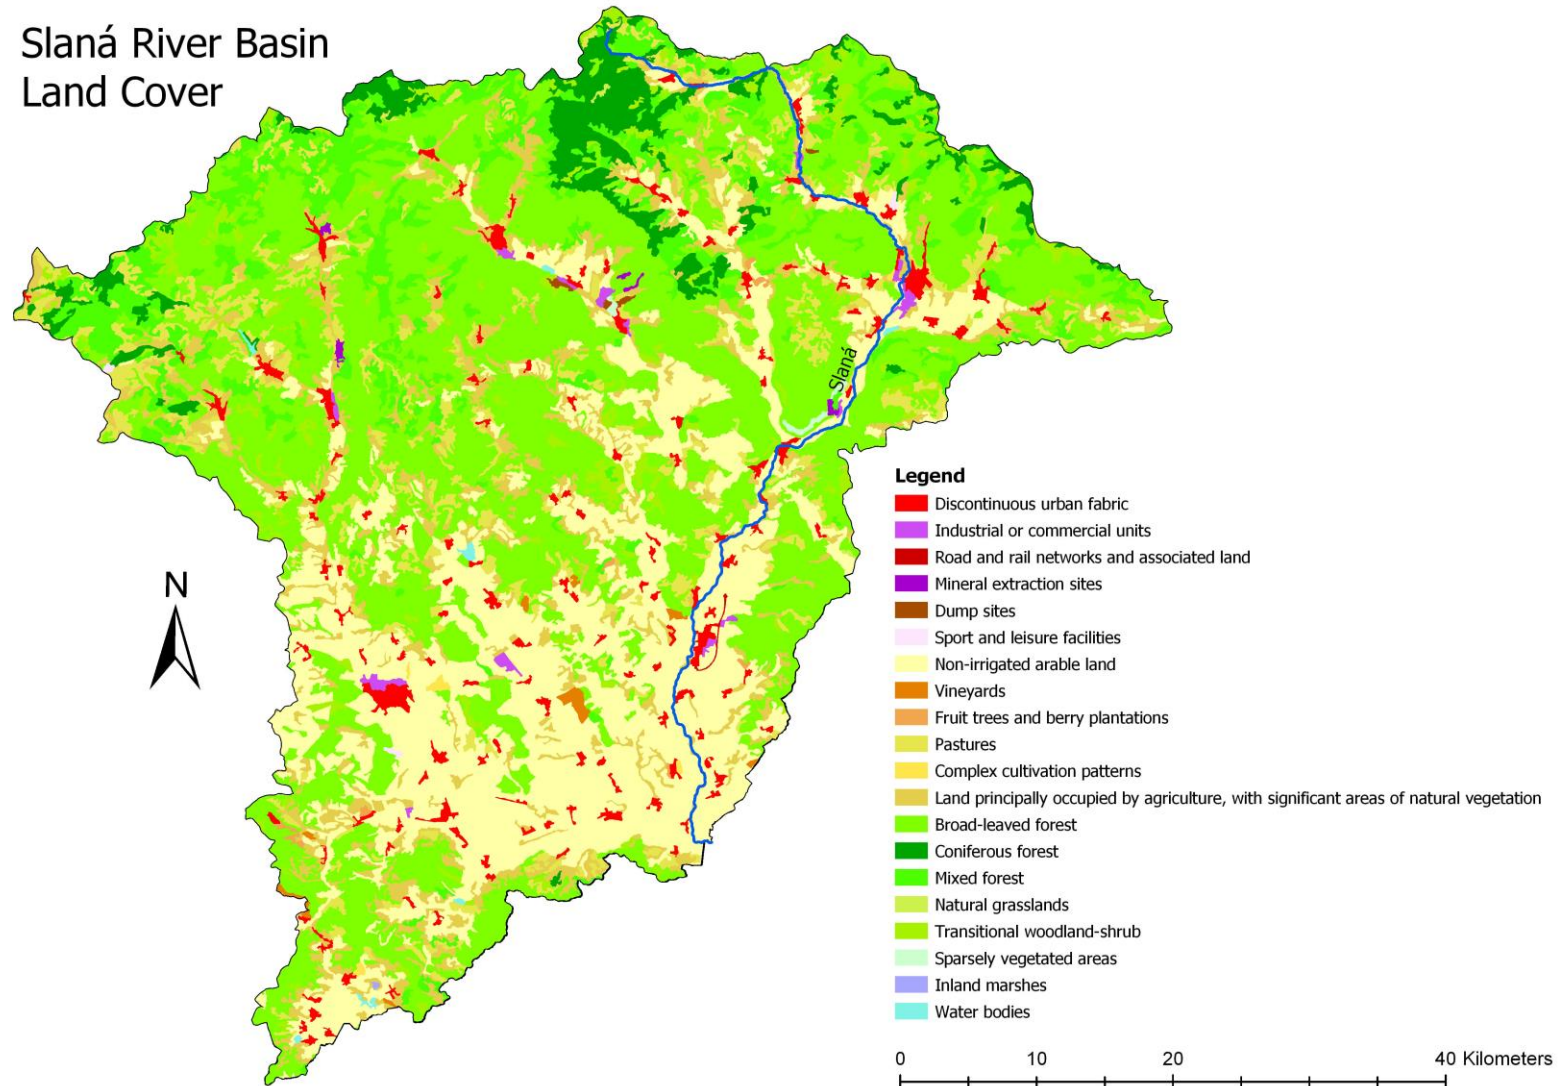 Slaná River Basin
Land Cover
Slaná
N
Legend
Discontinuous urban fabric
Industrial or commercial units
Road and rail networks and associated land
Mineral extraction sites
Dump sites
Sport and leisure facilities
Non-irrigated arable land
Vineyards
Fruit trees and berry plantations
Pastures
Complex cultivation patterns
Land principally occupied by agriculture, with significant areas of natural vegetation
Broad-leaved forest
Coniferous forest
Mixed forest
Natural grasslands
Transitional woodland-shrub
Sparsely vegetated areas
Inland marshes
Water bodies
0 10 20 40 Kilometers